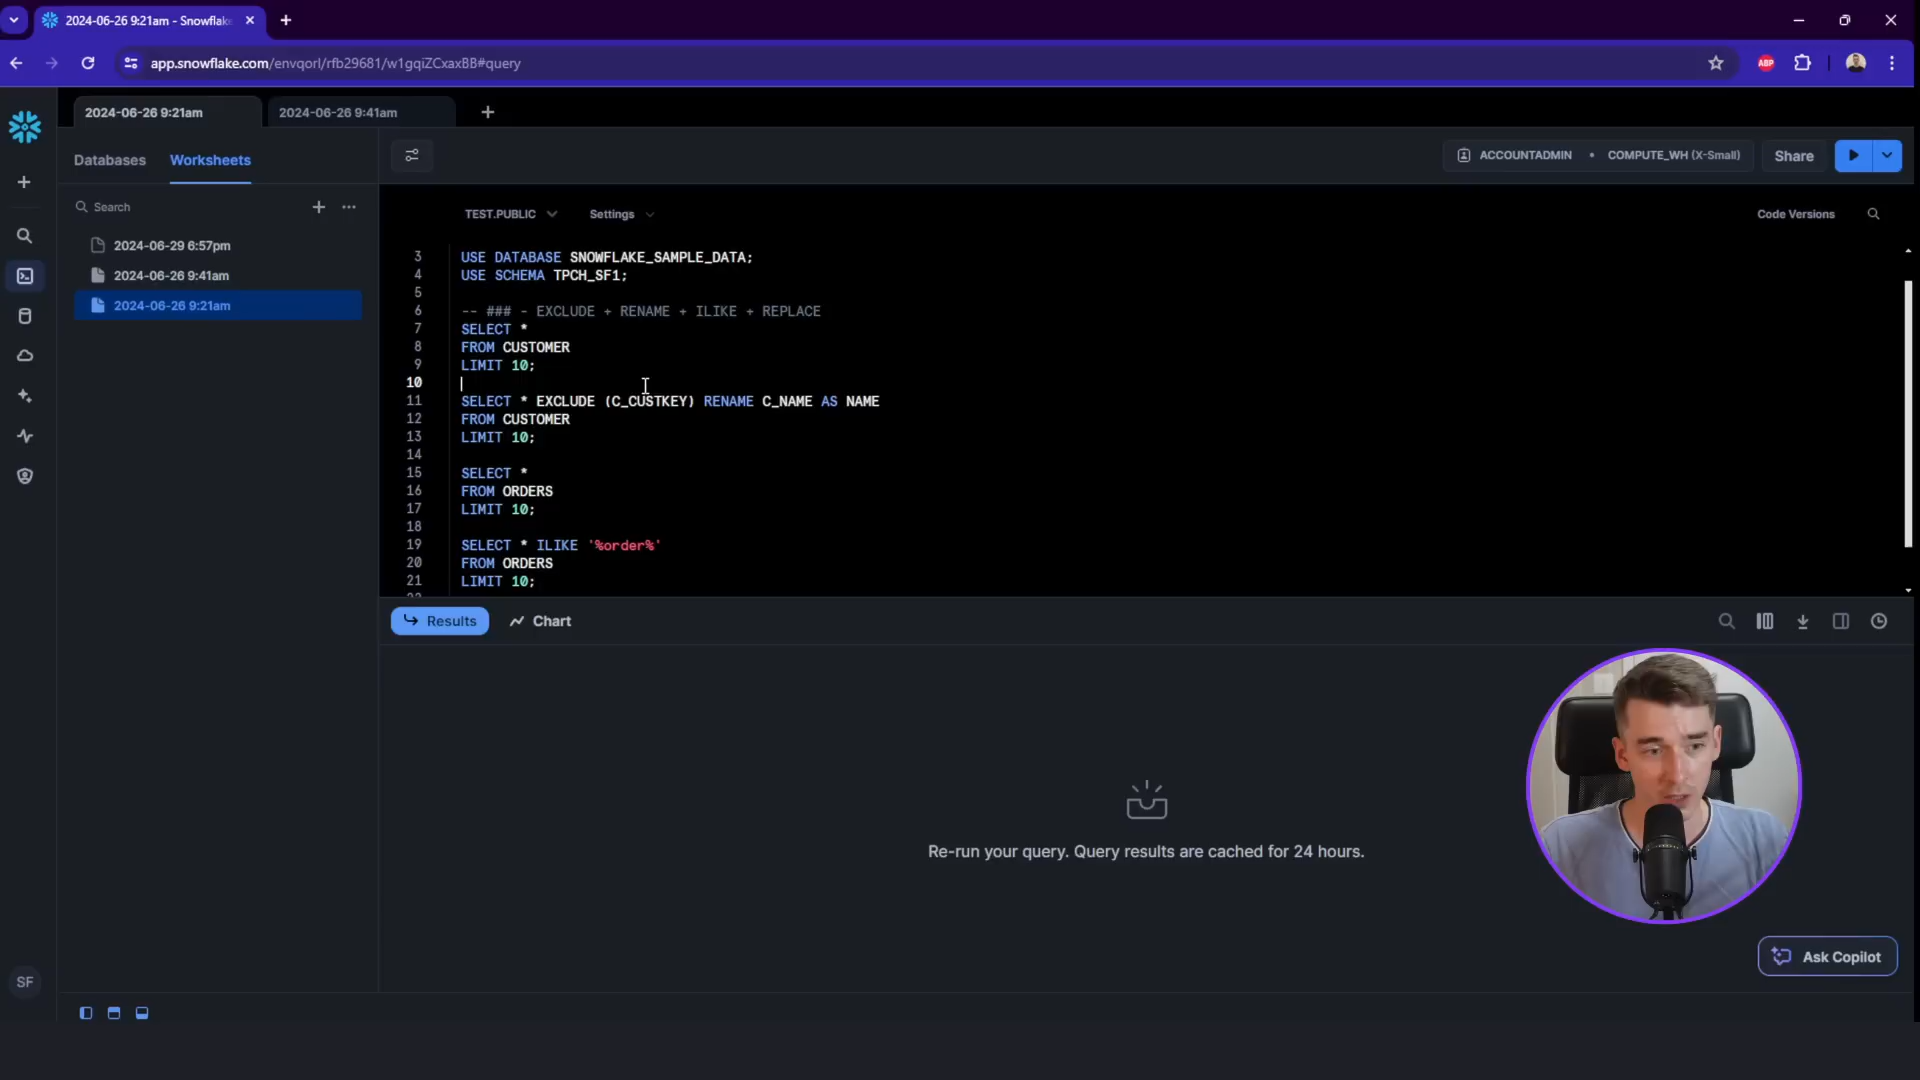 2024-06-26 9:21am - Snowflak
app.snowflake.com/envqorl/rfb29681/w1gqiZCxaxBB#query
ABP
2024-06-26 9:21am
2024-06-26 9:41am
Databases
Worksheets
ACCOUNTADMIN • COMPUTE_WH (X-Small)
Share
Search
TEST.PUBLIC
Settings
Code Versions
2024-06-29 6:57pm
2024-06-26 9:41am
2024-06-26 9:21am
3 USE DATABASE SNOWFLAKE_SAMPLE_DATA;
4 USE SCHEMA TPCH_SF1;
5
6 -- ### - EXCLUDE + RENAME + ILIKE + REPLACE
7 SELECT *
8 FROM CUSTOMER
9 LIMIT 10;
10
11 SELECT * EXCLUDE (C_CUSTKEY) RENAME C_NAME AS NAME
12 FROM CUSTOMER
13 LIMIT 10;
14
15 SELECT *
16 FROM ORDERS
17 LIMIT 10;
18
19 SELECT * ILIKE '%order%'
20 FROM ORDERS
21 LIMIT 10;
Results
Chart
Re-run your query. Query results are cached for 24 hours.
Ask Copilot
SF